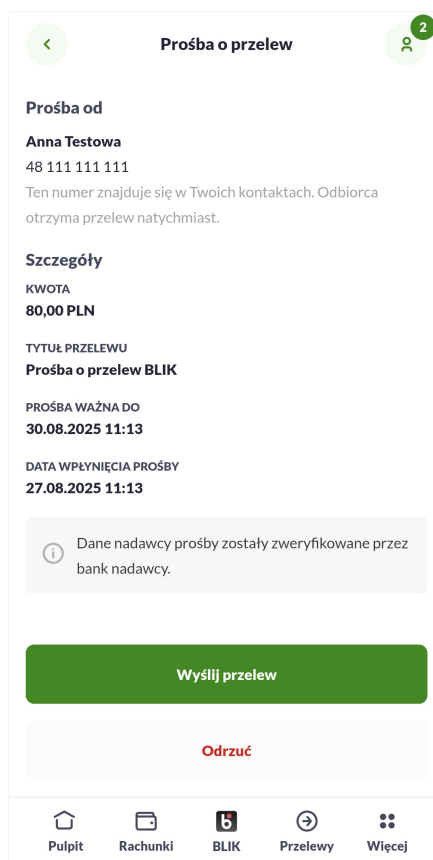 2
Prośba o przelew
Prośba od
Anna Testowa
48 111 111 111
Ten numer znajduje się w Twoich kontaktach. Odbiorca
otrzyma przelew natychmiast.
Szczegóły
KWOTA
80,00 PLN
TYTUŁ PRZELEWU
Prośba o przelew BLIK
PROŚBA WAŻNA DO
30.08.2025 11:13
DATA WPŁYNIĘCIA PROŚBY
27.08.2025 11:13
Dane nadawcy prośby zostały zweryfikowane przez
bank nadawcy.
Wyślij przelew
Odrzuć
Pulpit Rachunki BLIK Przelewy Więcej